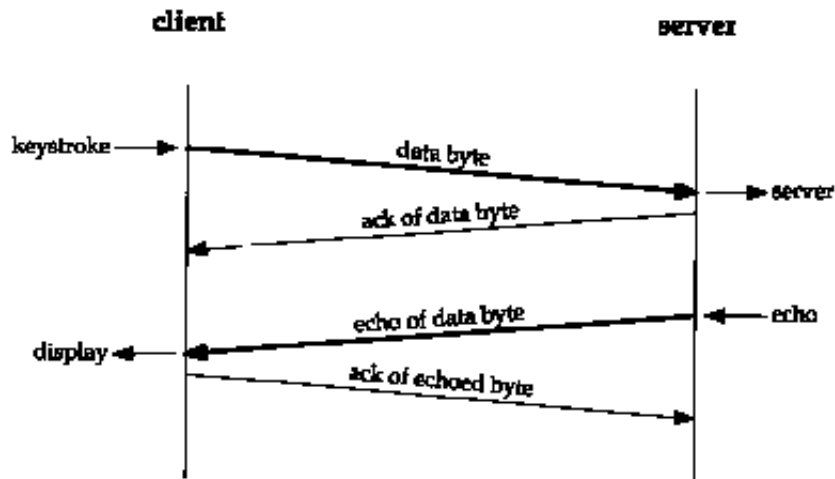 client
server
keystroke
data byte
server
ack of data byte
echo of data byte
echo
display
ack of echoed byte